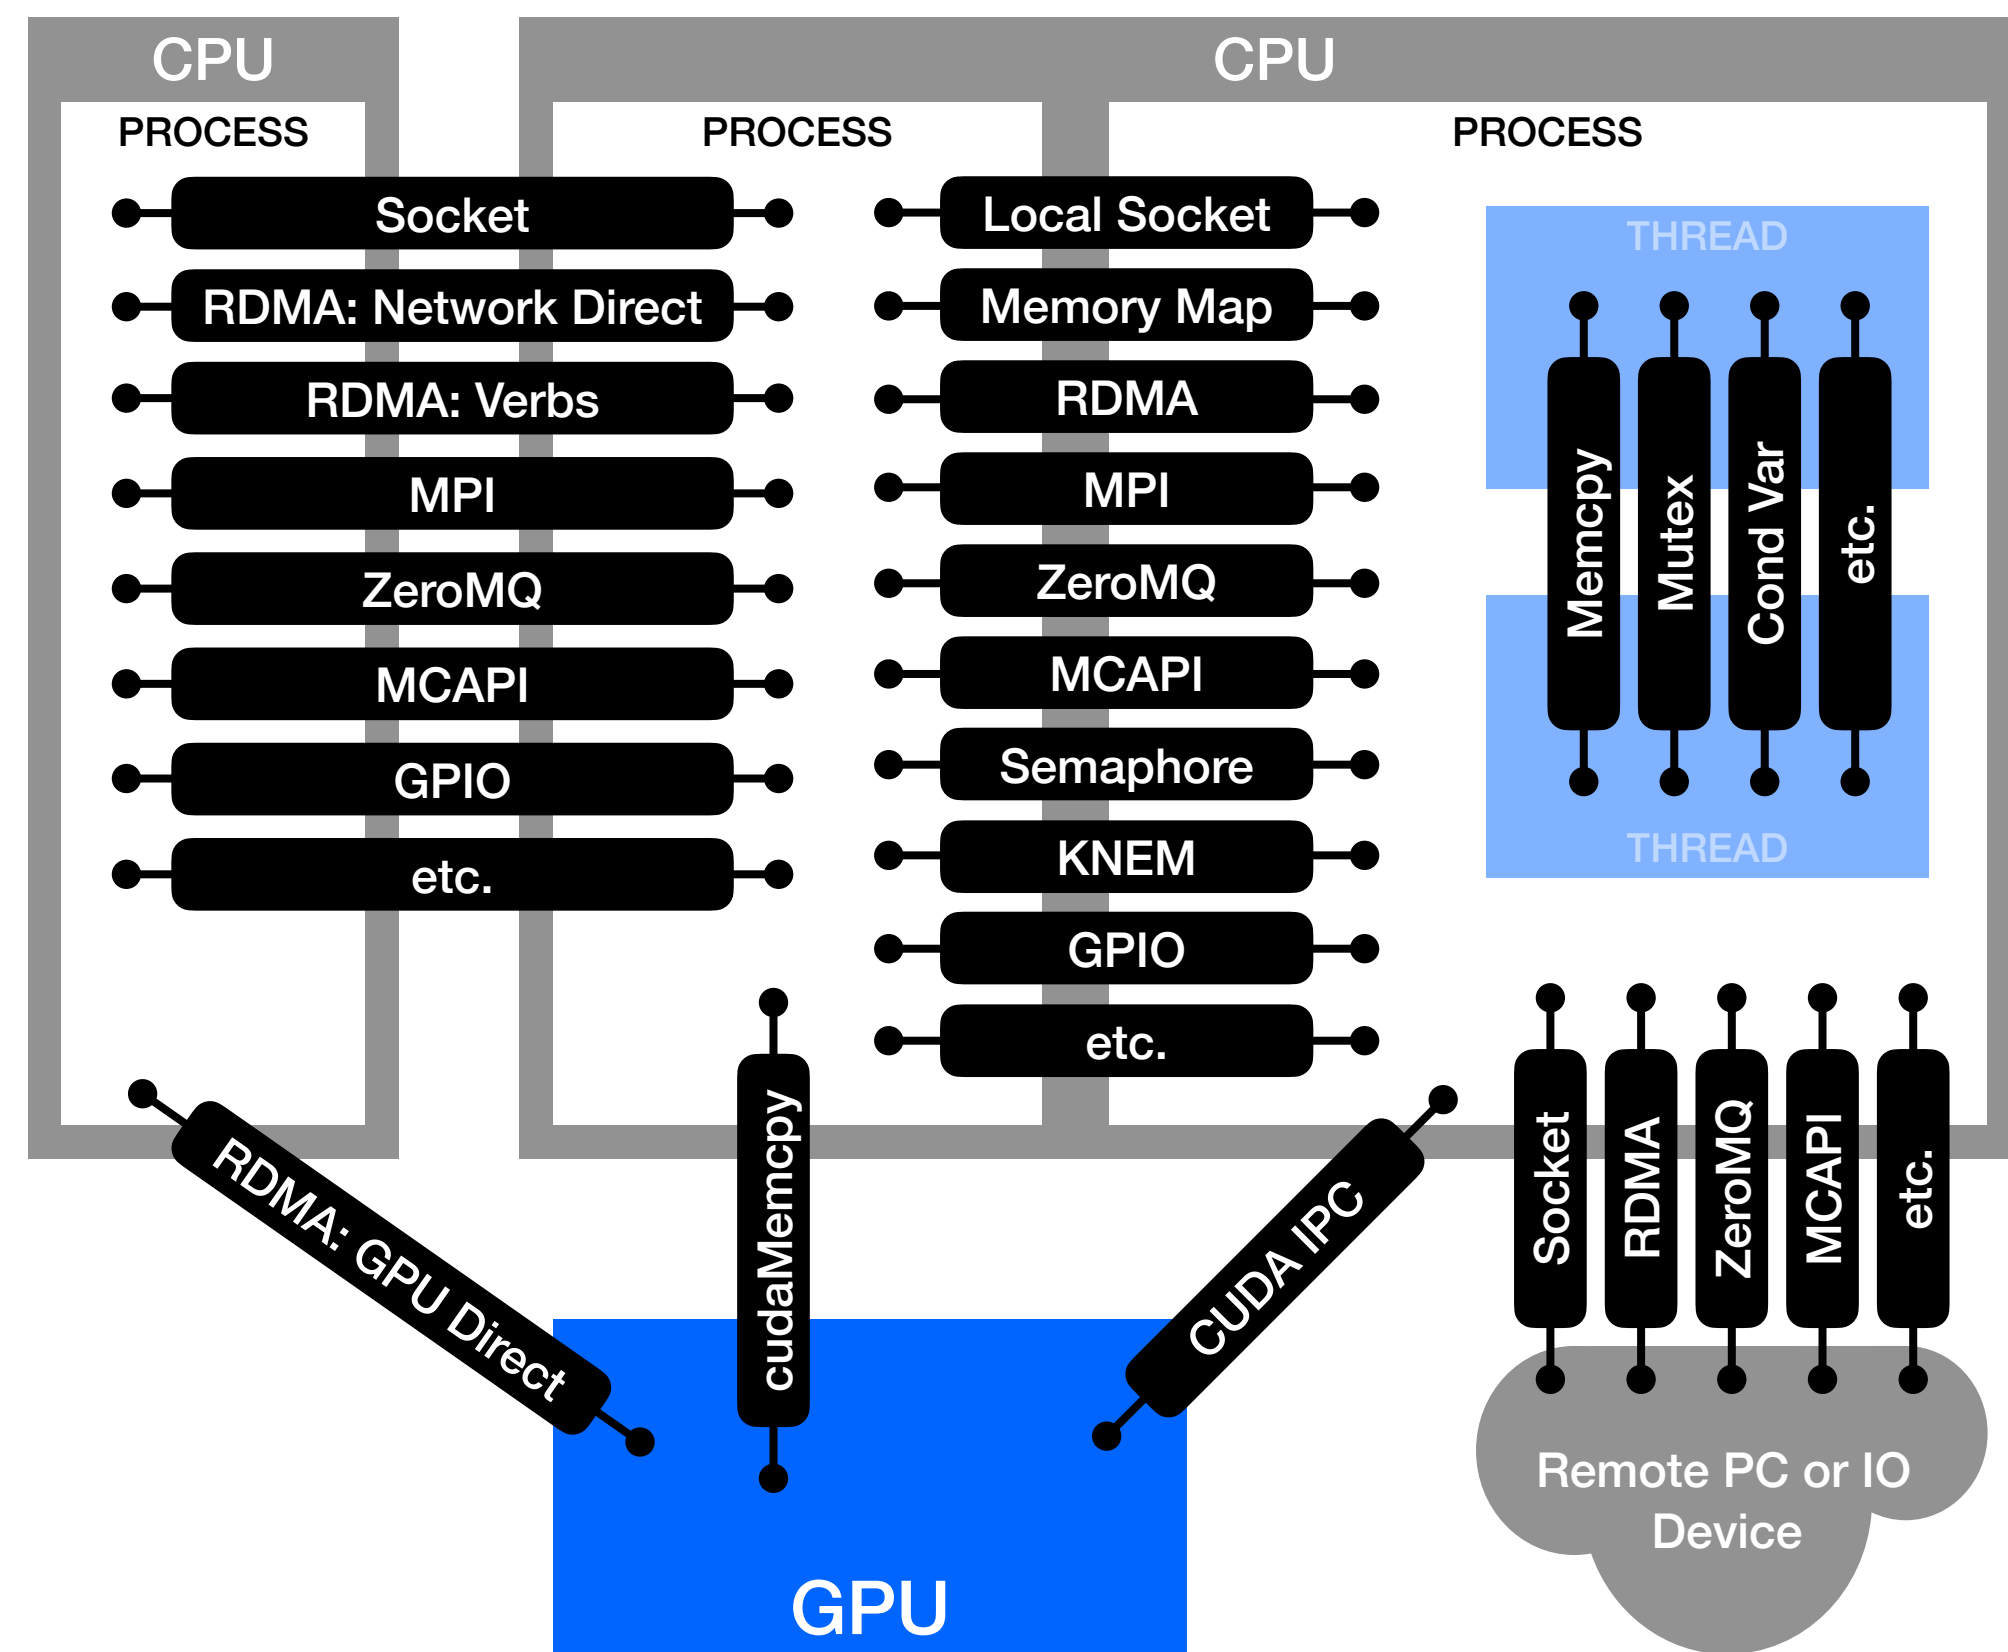 CPU
CPU
PROCESS
PROCESS
PROCESS
Socket
RDMA: Network Direct
RDMA: Verbs
MPI
ZeroMQ
MCAPI
GPIO
etc.
Local Socket
Memory Map
RDMA
MPI
ZeroMQ
MCAPI
Semaphore
KNEM
GPIO
etc.
THREAD
Memcpy
Mutex
Cond Var
etc.
THREAD
RDMA: GPU Direct
cudaMemcpy
CUDA IPC
Socket
RDMA
ZeroMQ
MCAPI
etc.
GPU
Remote PC or IO
Device